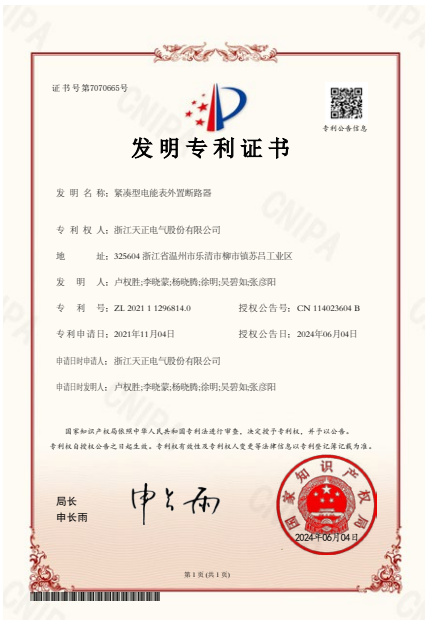 证书号第7070665号
专利公告信息
发明专利证书
发明名称：紧凑型电能表外置断路器
专利权人：浙江天正电气股份有限公司
地址：325604 浙江省温州市乐清市柳市镇苏吕工业区
发明人：卢权胜;李晓蒙;杨晓腾;徐明;吴碧如;张彦阳
专利号：ZL 2021 1 1296814.0 授权公告号：CN 114023604 B
专利申请日：2021年11月04日 授权公告日：2024年06月04日
申请日时申请人：浙江天正电气股份有限公司
申请日时发明人：卢权胜;李晓蒙;杨晓腾;徐明;吴碧如;张彦阳
国家知识产权局依照中华人民共和国专利法进行审查，决定授予专利权，并予以公告。
专利权自授权公告之日起生效。专利权有效性及专利权人变更等法律信息以专利登记簿记载为准。
局长
申长雨
申长雨
国家知识产权局
2024年06月04日
第 1 页 (共 1 页)
CNIPA